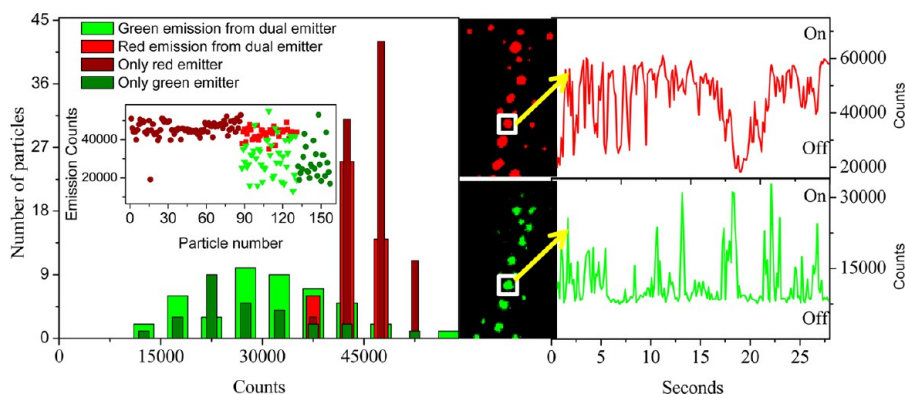 45
36
27
18
9
0
Number of particles
Green emission from dual emitter
Red emission from dual emitter
Only red emitter
Only green emitter
Emission Counts
40000
20000
0 30 60 90 120 150
Particle number
0 15000 30000 45000
Counts
On
Off
60000
40000
20000
Counts
On
Off
30000
15000
Counts
0 5 10 15 20 25
Seconds